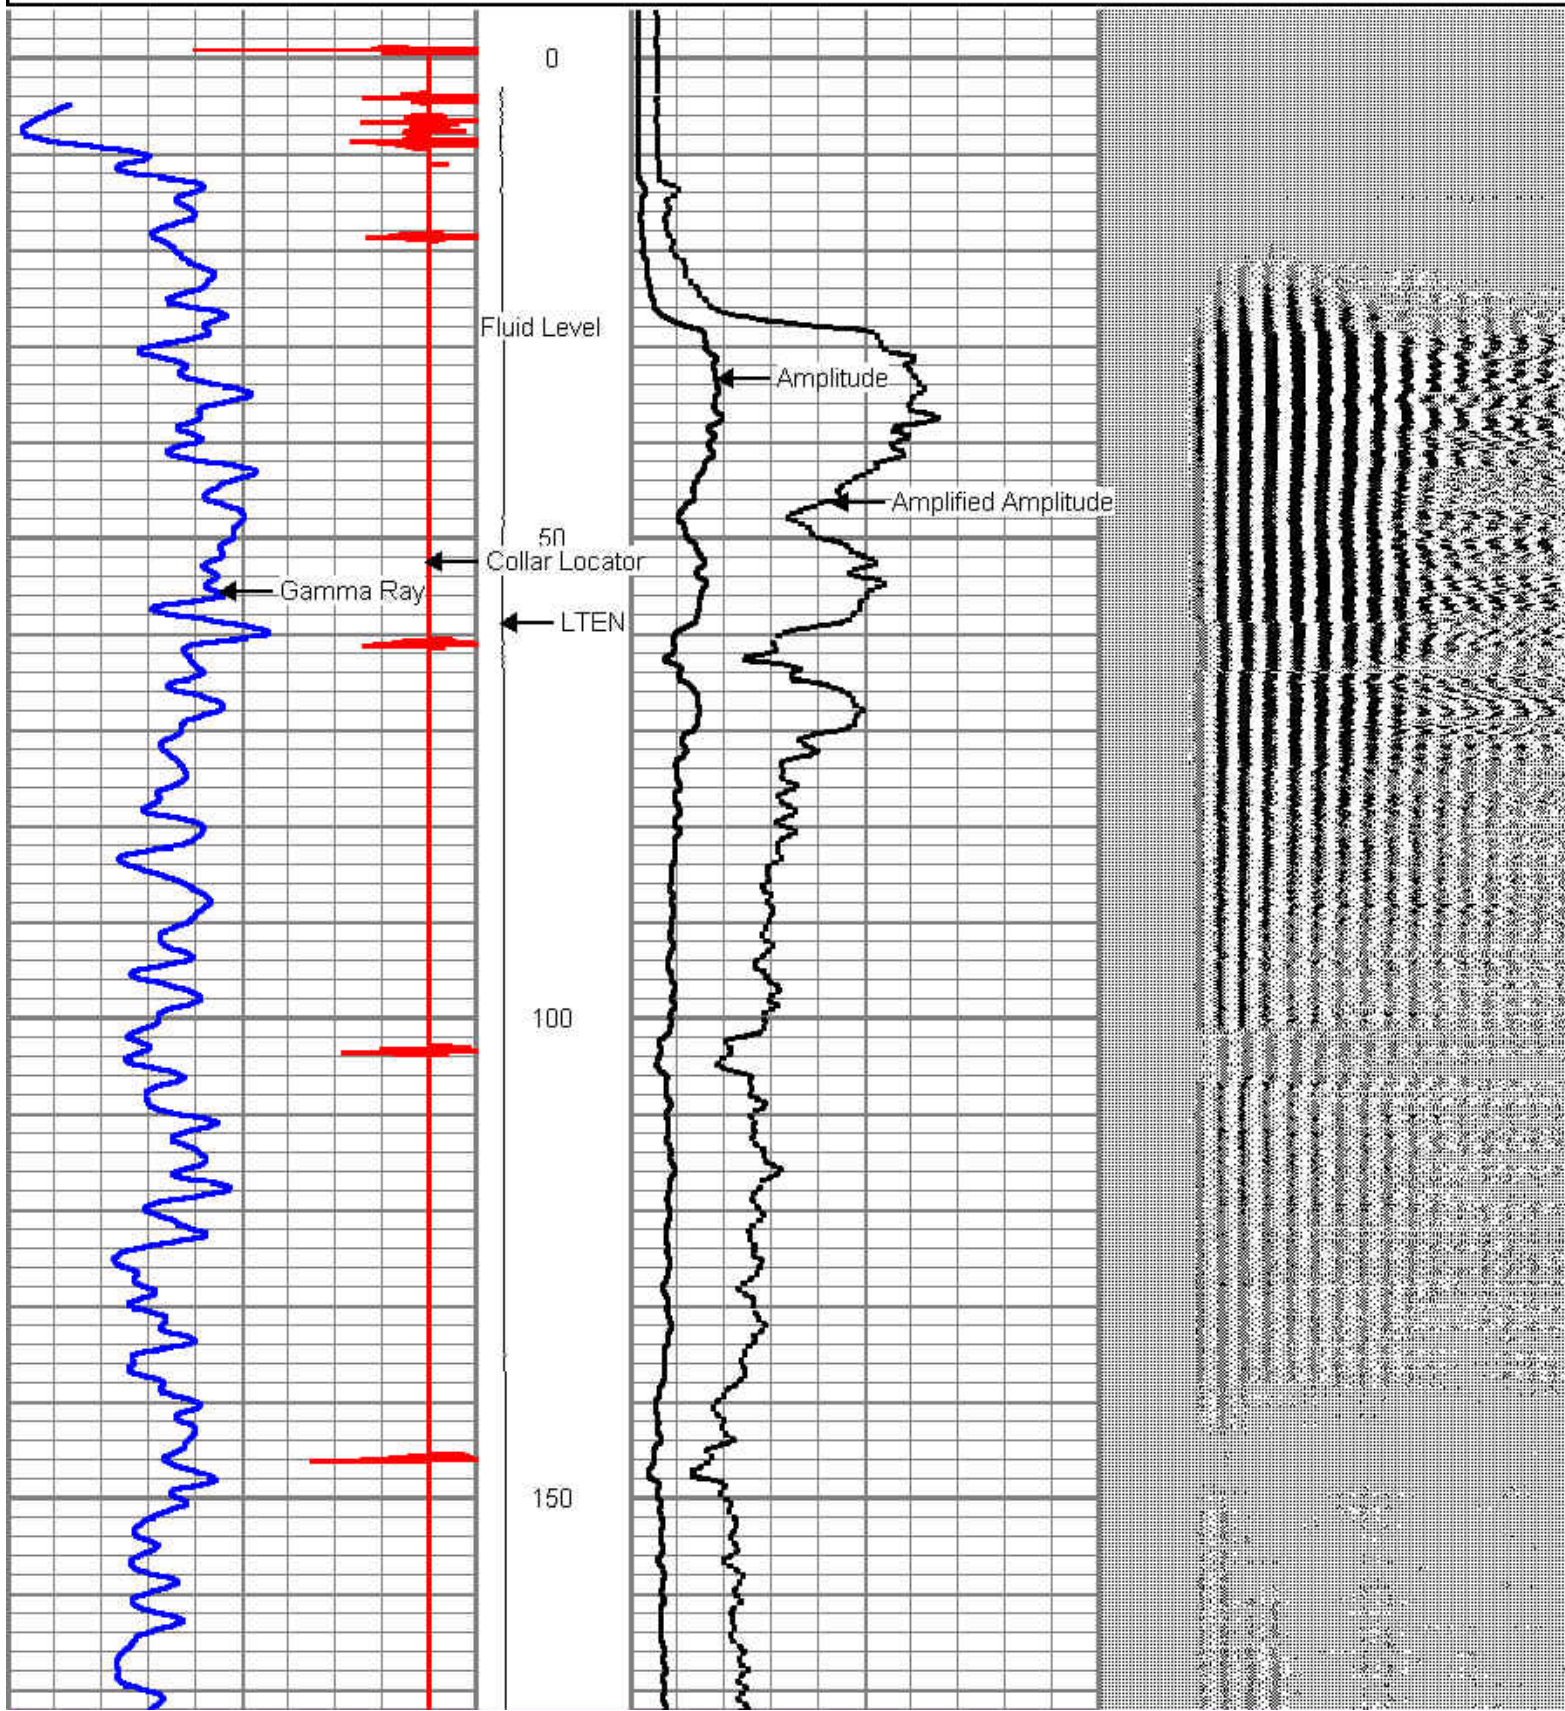 0
Fluid Level
Amplitude
Amplified Amplitude
50
Collar Locator
Gamma Ray
LTEN
100
150